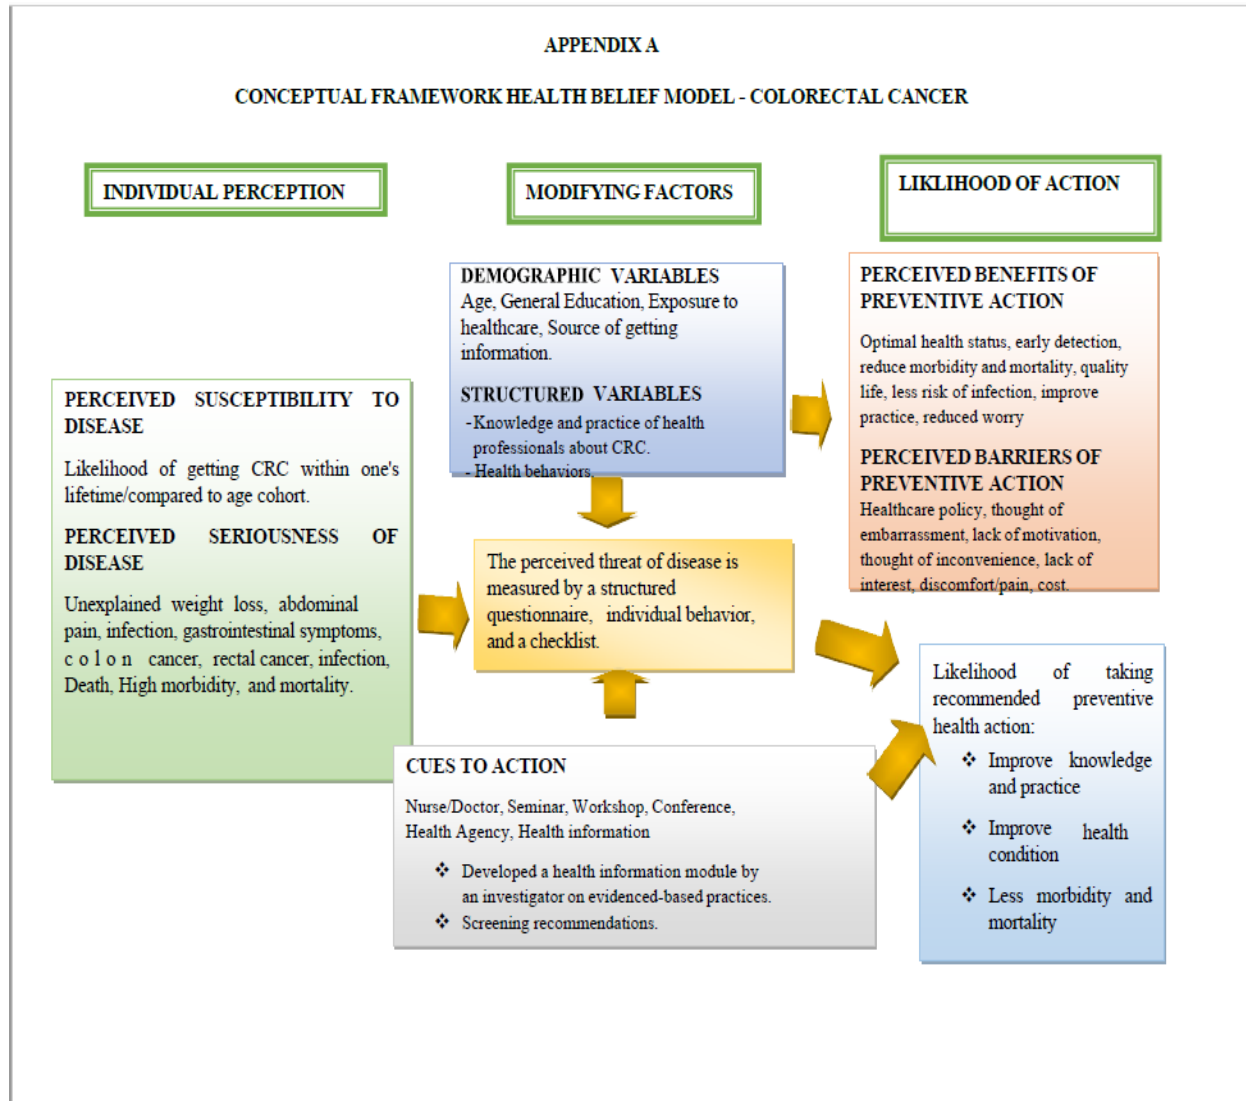 APPENDIX A
CONCEPTUAL FRAMEWORK HEALTH BELIEF MODEL - COLORECTAL CANCER
INDIVIDUAL PERCEPTION
MODIFYING FACTORS
LIKLIHOOD OF ACTION
PERCEIVED SUSCEPTIBILITY TO
DISEASE
Likelihood of getting CRC within one's
lifetime/compared to age cohort.
PERCEIVED SERIOUSNESS OF
DISEASE
Unexplained weight loss, abdominal
pain, infection, gastrointestinal symptoms,
c o l o n cancer, rectal cancer, infection,
Death, High morbidity, and mortality.
DEMOGRAPHIC VARIABLES
Age, General Education, Exposure to
healthcare, Source of getting
information.
STRUCTURED VARIABLES
- Knowledge and practice of health
professionals about CRC.
- Health behaviors.
The perceived threat of disease is
measured by a structured
questionnaire, individual behavior,
and a checklist.
CUES TO ACTION
Nurse/Doctor, Seminar, Workshop, Conference,
Health Agency, Health information
❖ Developed a health information module by
an investigator on evidenced-based practices.
❖ Screening recommendations.
PERCEIVED BENEFITS OF
PREVENTIVE ACTION
Optimal health status, early detection,
reduce morbidity and mortality, quality
life, less risk of infection, improve
practice, reduced worry
PERCEIVED BARRIERS OF
PREVENTIVE ACTION
Healthcare policy, thought of
embarrassment, lack of motivation,
thought of inconvenience, lack of
interest, discomfort/pain, cost.
Likelihood of taking
recommended preventive
health action:
❖ Improve knowledge
and practice
❖ Improve health
condition
❖ Less morbidity and
mortality